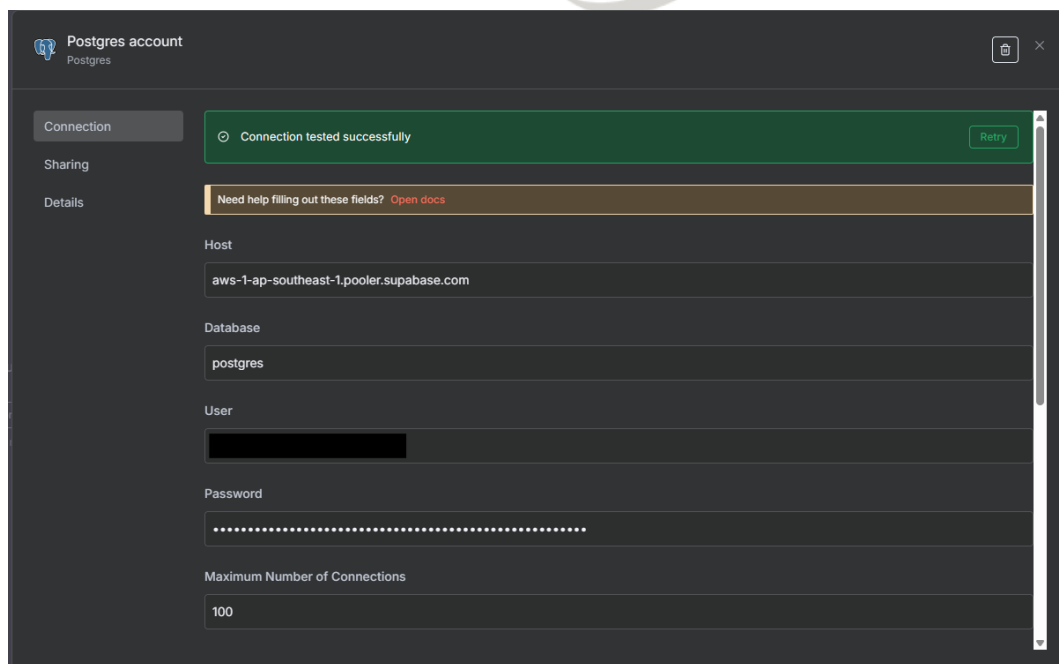 Postgres account
Postgres
Connection
Sharing
Details
Connection tested successfully
Retry
Need help filling out these fields? Open docs
Host
aws-1-ap-southeast-1.pooler.supabase.com
Database
postgres
User
Password
••••••••••••••••••••••••••••••••••••••••••••••••••••••
Maximum Number of Connections
100